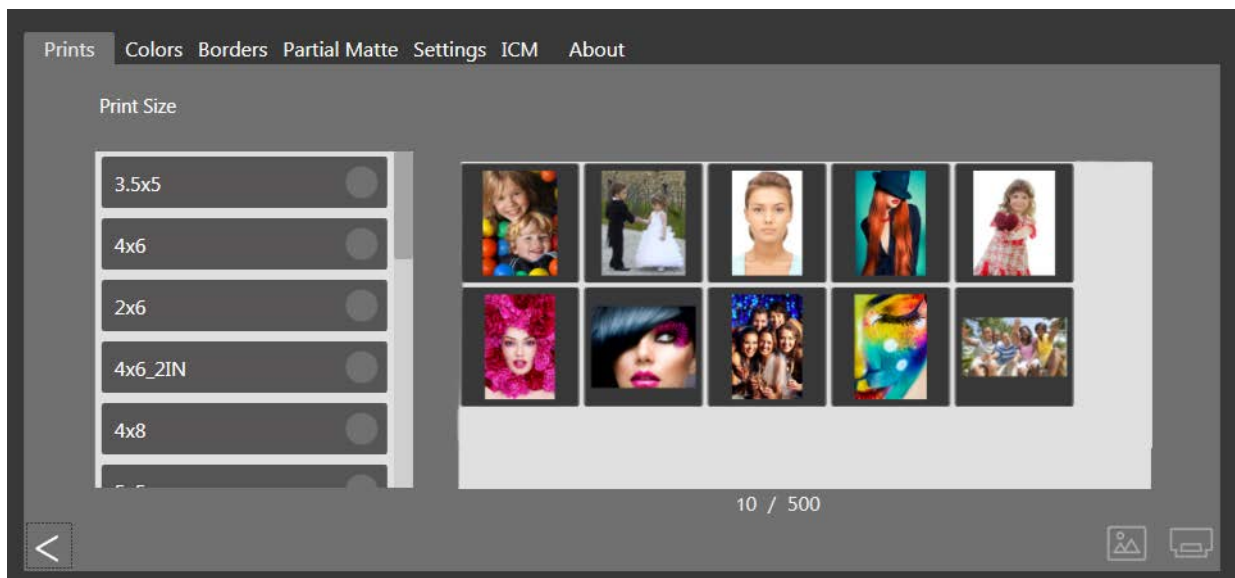 Prints Colors Borders Partial Matte Settings ICM About
Print Size
3.5x5
4x6
2x6
4x6_2IN
4x8
10 / 500